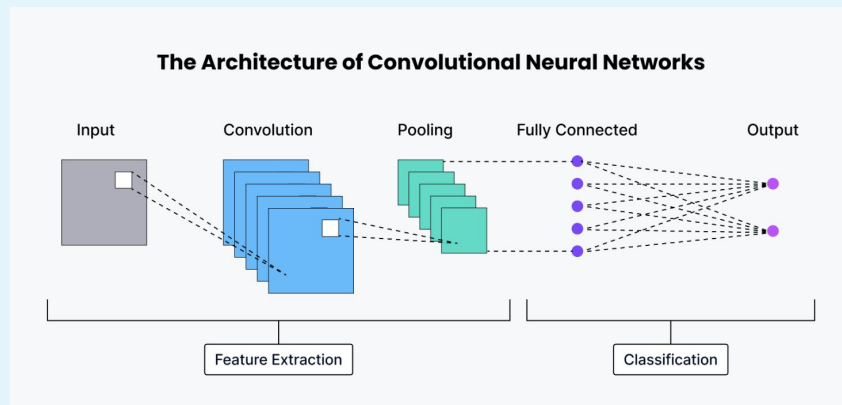 The Architecture of Convolutional Neural Networks
Input
Convolution
Pooling
Fully Connected
Output
Feature Extraction
Classification